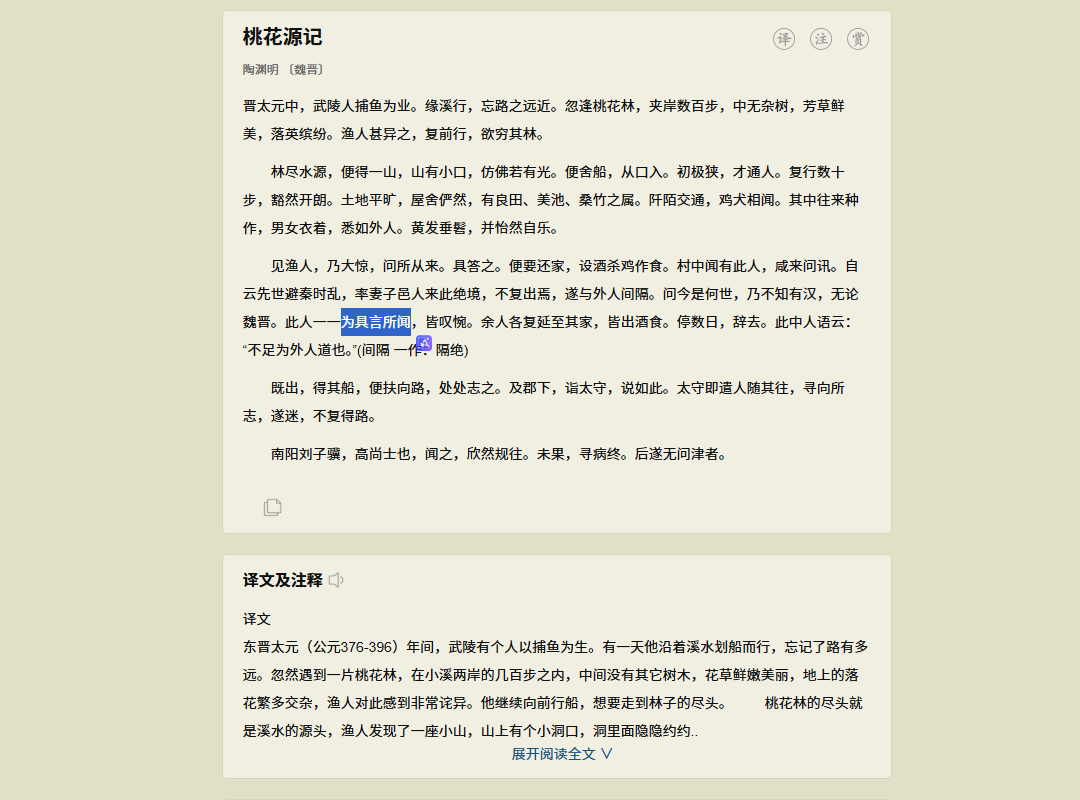 桃花源记
译 注 赏
陶渊明 〔魏晋〕
晋太元中，武陵人捕鱼为业。缘溪行，忘路之远近。忽逢桃花林，夹岸数百步，中无杂树，芳草鲜
美，落英缤纷。渔人甚异之，复前行，欲穷其林。
林尽水源，便得一山，山有小口，仿佛若有光。便舍船，从口入。初极狭，才通人。复行数十
步，豁然开朗。土地平旷，屋舍俨然，有良田、美池、桑竹之属。阡陌交通，鸡犬相闻。其中往来种
作，男女衣着，悉如外人。黄发垂髫，并怡然自乐。
见渔人，乃大惊，问所从来。具答之。便要还家，设酒杀鸡作食。村中闻有此人，咸来问讯。自
云先世避秦时乱，率妻子邑人来此绝境，不复出焉，遂与外人间隔。问今是何世，乃不知有汉，无论
魏晋。此人一一为具言所闻，皆叹惋。余人各复延至其家，皆出酒食。停数日，辞去。此中人语云：
“不足为外人道也。”(间隔 一作：隔绝)
既出，得其船，便扶向路，处处志之。及郡下，诣太守，说如此。太守即遣人随其往，寻向所
志，遂迷，不复得路。
南阳刘子骥，高尚士也，闻之，欣然规往。未果，寻病终。后遂无问津者。
译文及注释
译文
东晋太元（公元376-396）年间，武陵有个人以捕鱼为生。有一天他沿着溪水划船而行，忘记了路有多
远。忽然遇到一片桃花林，在小溪两岸的几百步之内，中间没有其它树木，花草鲜嫩美丽，地上的落
花繁多交杂，渔人对此感到非常诧异。他继续向前行船，想要走到林子的尽头。 桃花林的尽头就
是溪水的源头，渔人发现了一座小山，山上有个小洞口，洞里面隐隐约约..
展开阅读全文 ∨